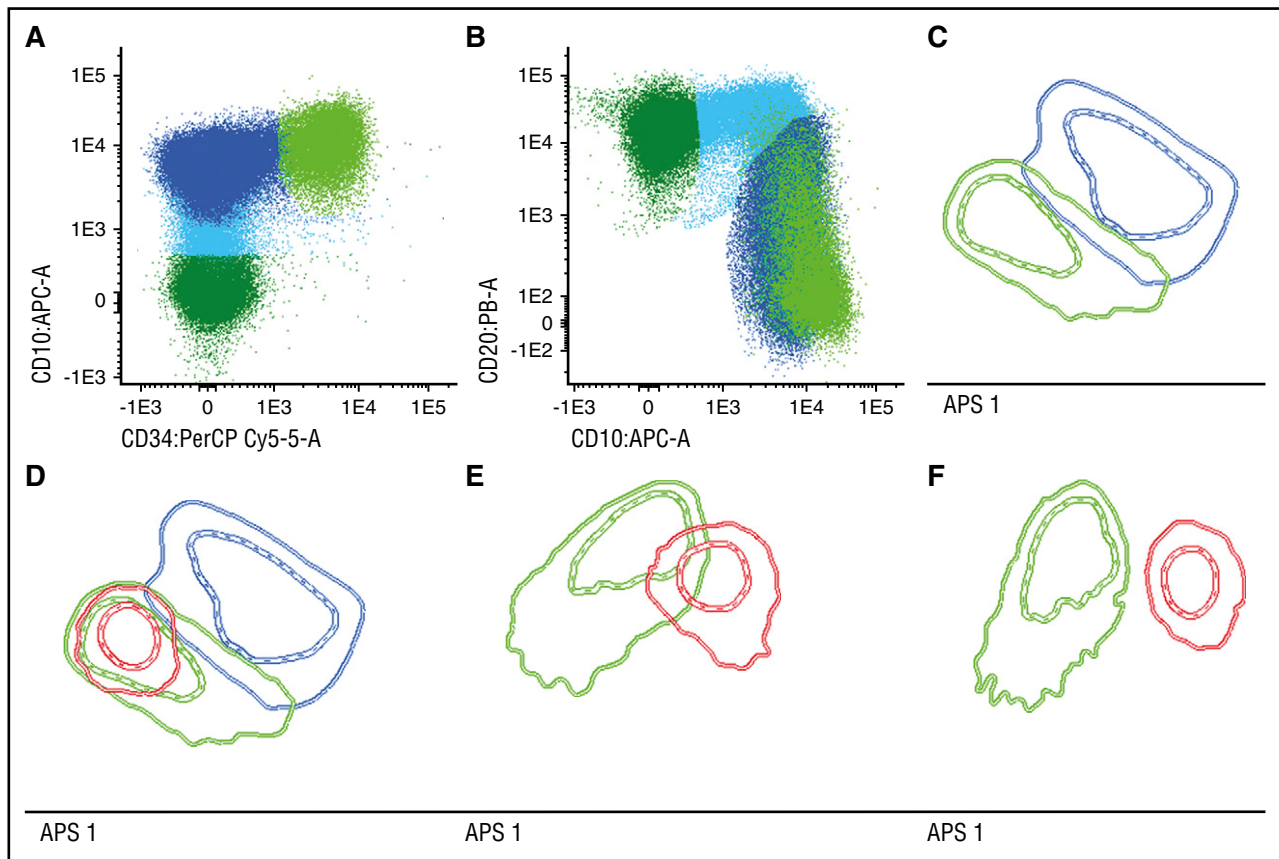 A
1E5
1E4
1E3
0
-1E3
CD10:APC-A
-1E3 0 1E3 1E4 1E5
CD34:PerCP Cy5-5-A
B
1E5
1E4
1E3
1E2
0
-1E2
CD20:PB-A
-1E3 0 1E3 1E4 1E5
CD10:APC-A
C
APS 1
D
APS 1
E
APS 1
F
APS 1